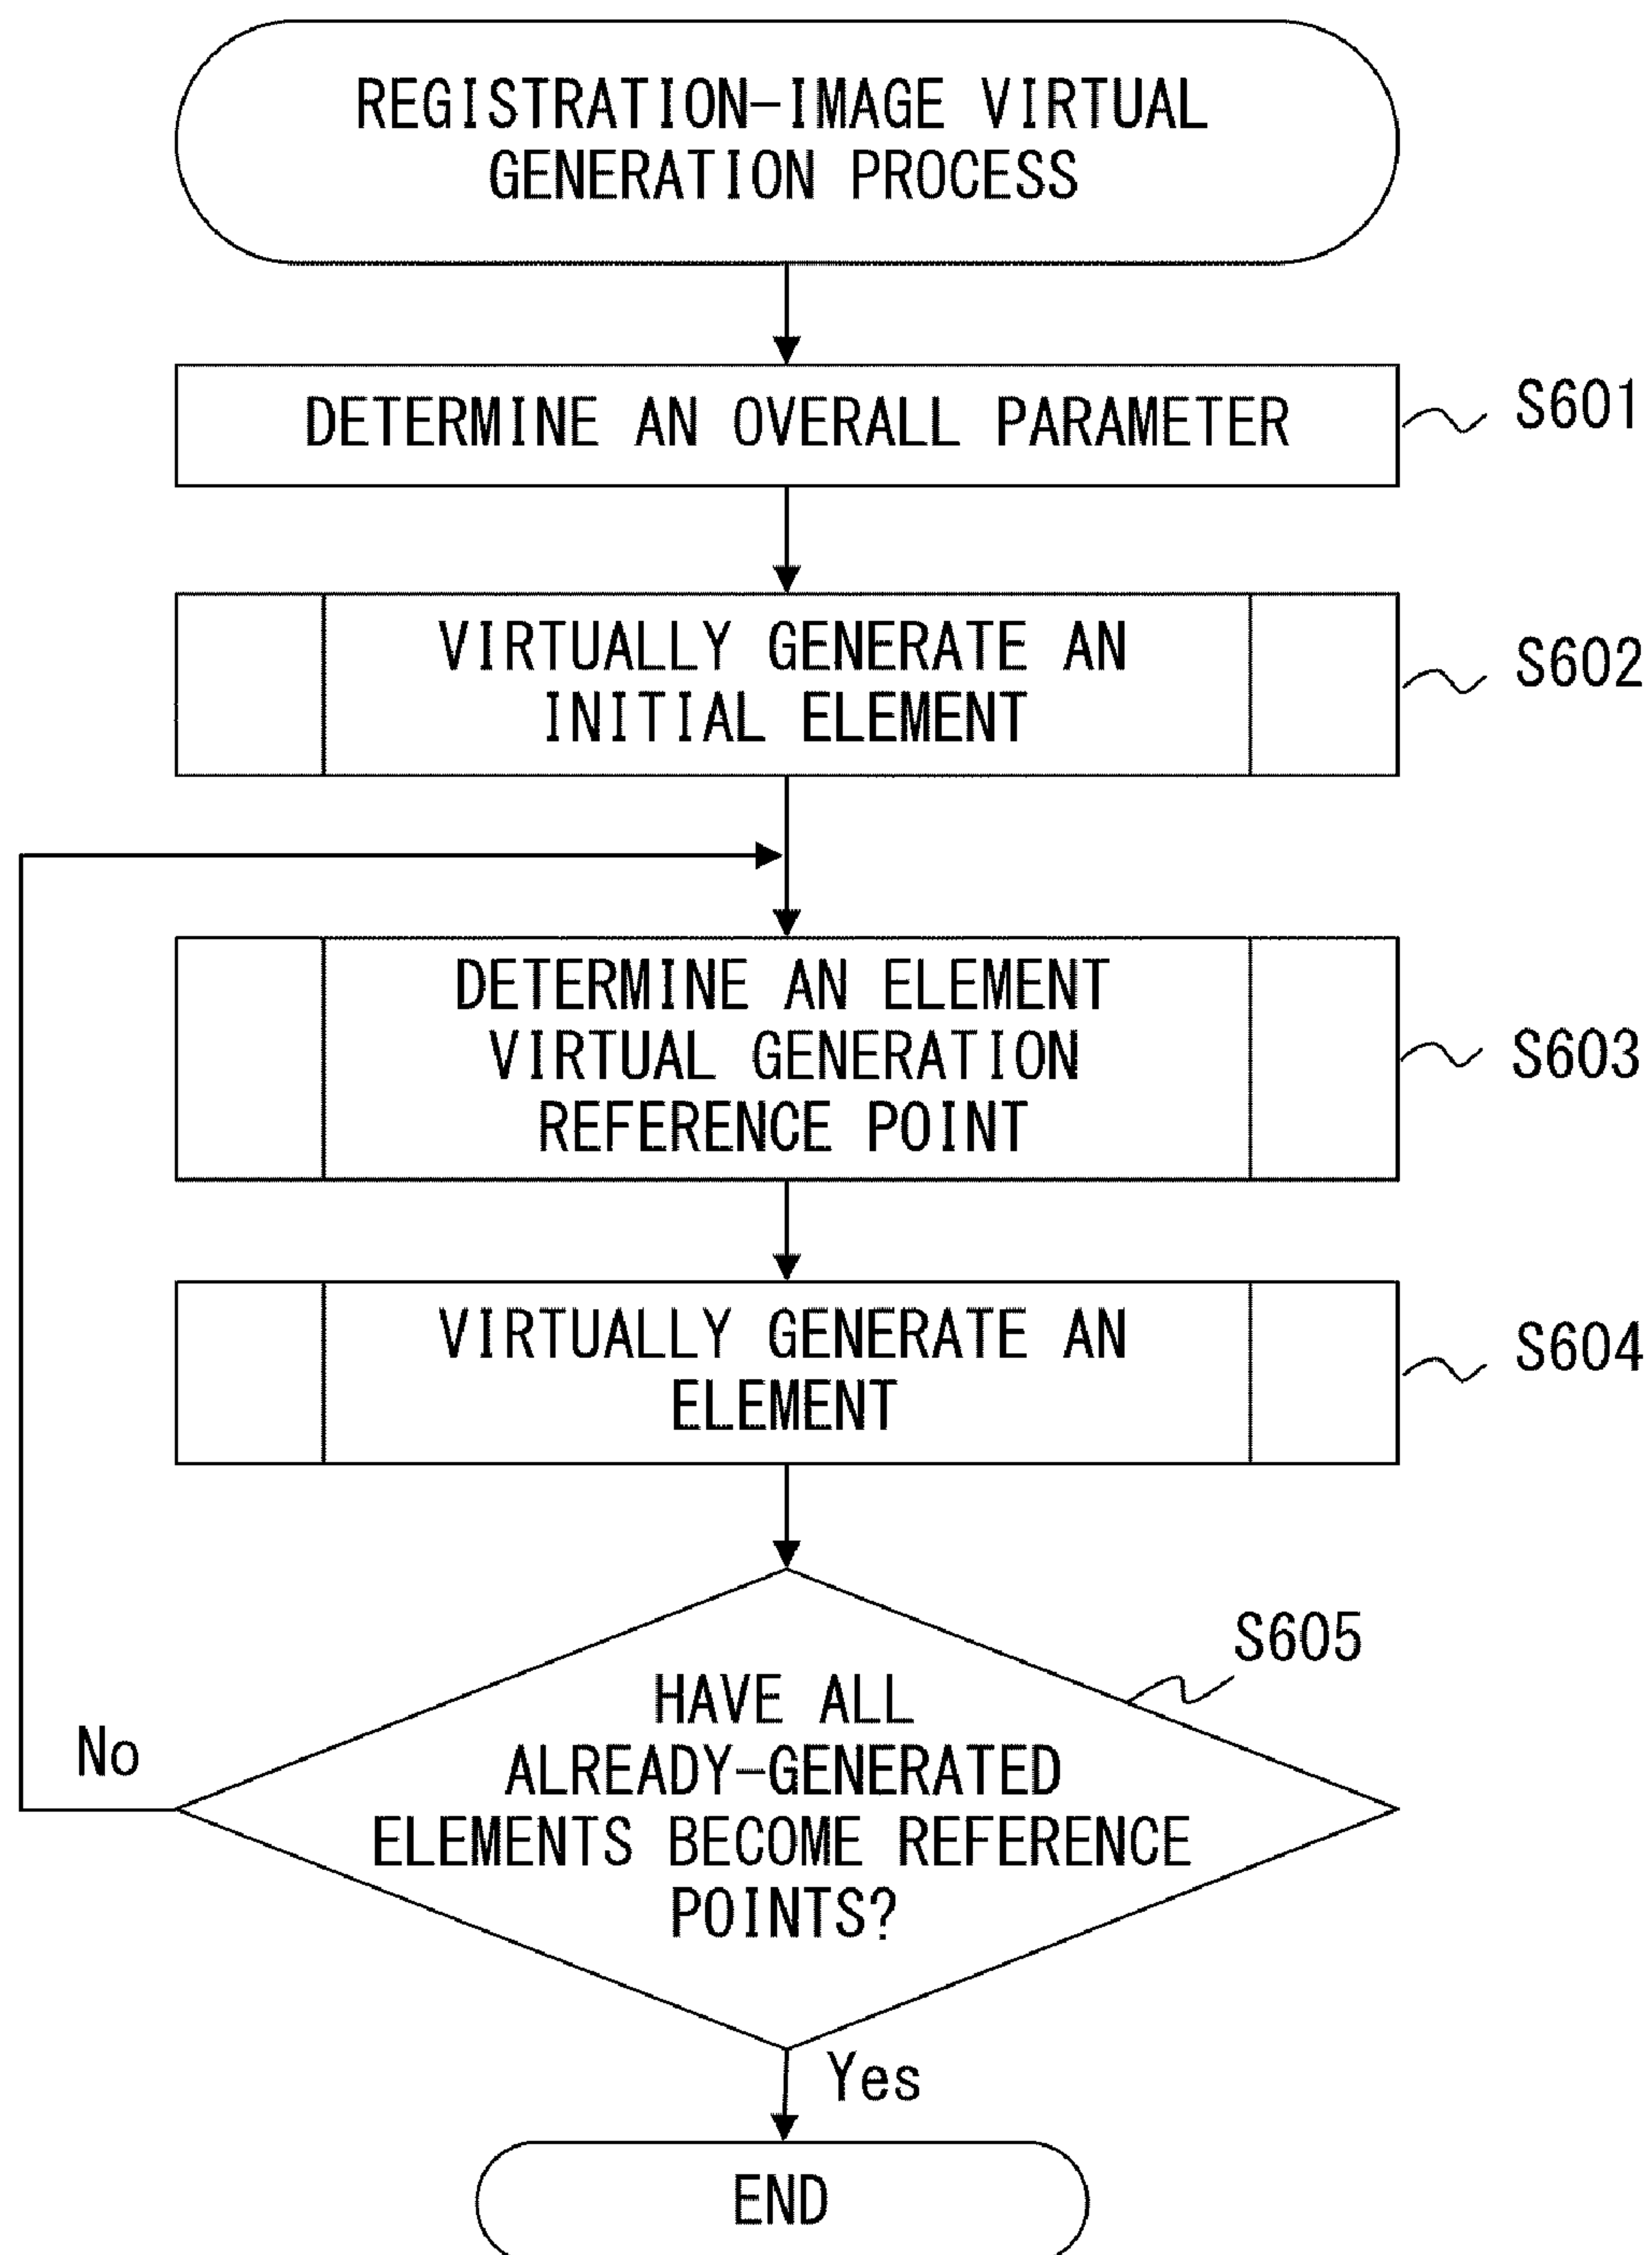 REGISTRATION-IMAGE VIRTUAL
GENERATION PROCESS
DETERMINE AN OVERALL PARAMETER
S601
VIRTUALLY GENERATE AN
INITIAL ELEMENT
S602
DETERMINE AN ELEMENT
VIRTUAL GENERATION
REFERENCE POINT
S603
VIRTUALLY GENERATE AN
ELEMENT
S604
S605
HAVE ALL
ALREADY-GENERATED
ELEMENTS BECOME REFERENCE
POINTS?
No
Yes
END